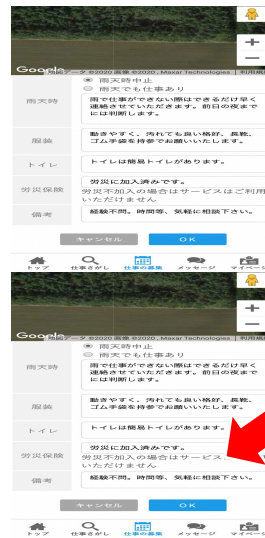 Google
地図データ ©2020 画像 ©2020 , Maxar Technologies 利用規
雨天時中止
雨天でも仕事あり
雨天時
雨で仕事ができない際はできるだけ早く
連絡させていただきます。前日の夜まで
には判断します。
服装
動きやすく、汚れても良い格好、長靴、
ゴム手袋を持参でお願いいたします。
トイレ
トイレは簡易トイレがあります。
労災保険
労災に加入済みです。
労災不加入の場合はサービスはご利用
いただけません
備考
経験不問。時間等、気軽に相談下さい。
キャンセル
OK
トップ
仕事さがし
仕事の募集
メッセージ
マイペー
Google
地図データ ©2020 画像 ©2020 , Maxar Technologies 利用規
雨天時中止
雨天でも仕事あり
雨天時
雨で仕事ができない際はできるだけ早く
連絡させていただきます。前日の夜まで
には判断します。
服装
動きやすく、汚れても良い格好、長靴、
ゴム手袋を持参でお願いいたします。
トイレ
トイレは簡易トイレがあります。
労災保険
労災に加入済みです。
労災不加入の場合はサービス
いただけません
備考
経験不問。時間等、気軽に相談下さい。
キャンセル
OK
トップ
仕事さがし
仕事の募集
メッセージ
マイペー